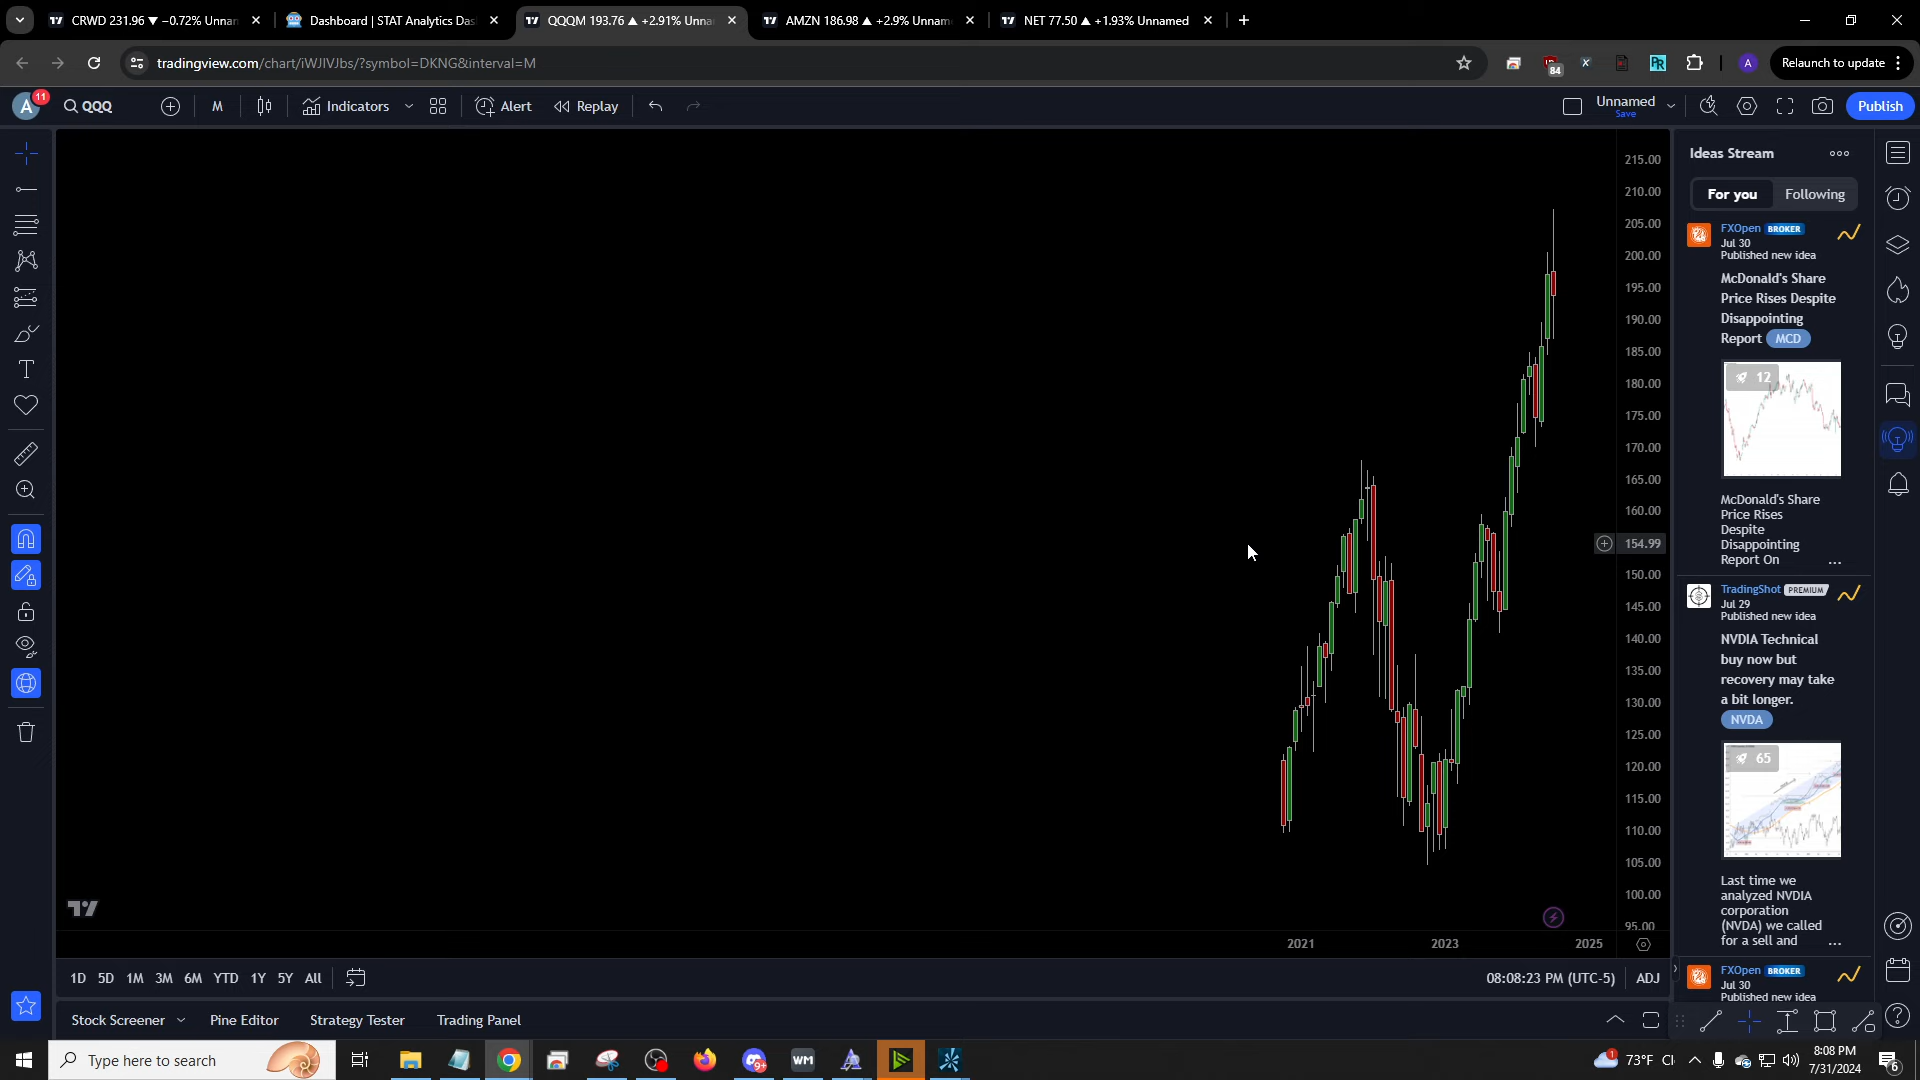 CRWD 231.96 ▼ −0.72% Unnar
Dashboard | STAT Analytics Das
QQQM 193.76 ▲ +2.91% Unna
AMZN 186.98 ▲ +2.9% Unnam
NET 77.50 ▲ +1.93% Unnamed
tradingview.com/chart/iWJIVJbs/?symbol=DKNG&interval=M
84
A
Relaunch to update
A
11
QQQ
M
Indicators
Alert
Replay
Unnamed
Save
Publish
215.00
210.00
205.00
200.00
195.00
190.00
185.00
180.00
175.00
170.00
165.00
160.00
154.99
150.00
145.00
140.00
135.00
130.00
125.00
120.00
115.00
110.00
105.00
100.00
95.00
2021
2023
2025
Ideas Stream
For you
Following
FXOpen BROKER
Jul 30
Published new idea
McDonald's Share
Price Rises Despite
Disappointing
Report MCD
12
McDonald's Share
Price Rises
Despite
Disappointing
Report On ...
TradingShot PREMIUM
Jul 29
Published new idea
NVDIA Technical
buy now but
recovery may take
a bit longer.
NVDA
65
Last time we
analyzed NVDIA
corporation
(NVDA) we called
for a sell and ...
FXOpen BROKER
Jul 30
Published new idea
1D 5D 1M 3M 6M YTD 1Y 5Y All
08:08:23 PM (UTC-5)
ADJ
Stock Screener
Pine Editor
Strategy Tester
Trading Panel
Type here to search
9+
WM
1
73°F Cl
8:08 PM
7/31/2024
6